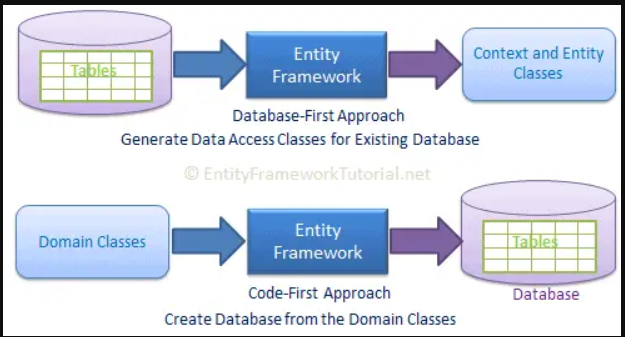 Tables
Entity
Framework
Context and Entity
Classes
Database-First Approach
Generate Data Access Classes for Existing Database
© EntityFrameworkTutorial.net
Domain Classes
Entity
Framework
Tables
Code-First Approach
Database
Create Database from the Domain Classes